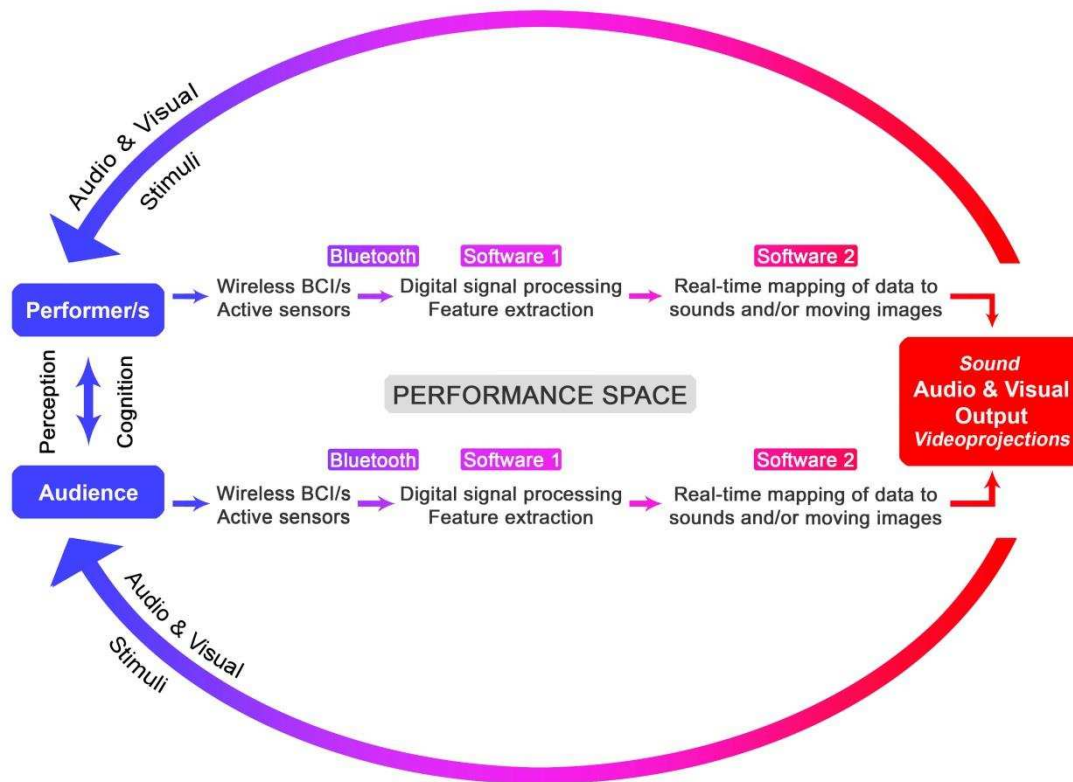 Audio & Visual
Stimuli
Bluetooth
Software 1
Software 2
Performer/s
Wireless BCI/s
Active sensors
Digital signal processing
Feature extraction
Real-time mapping of data to
sounds and/or moving images
Perception
Cognition
PERFORMANCE SPACE
Sound
Audio & Visual
Output
Videoprojections
Bluetooth
Software 1
Software 2
Audience
Wireless BCI/s
Active sensors
Digital signal processing
Feature extraction
Real-time mapping of data to
sounds and/or moving images
Audio & Visual
Stimuli